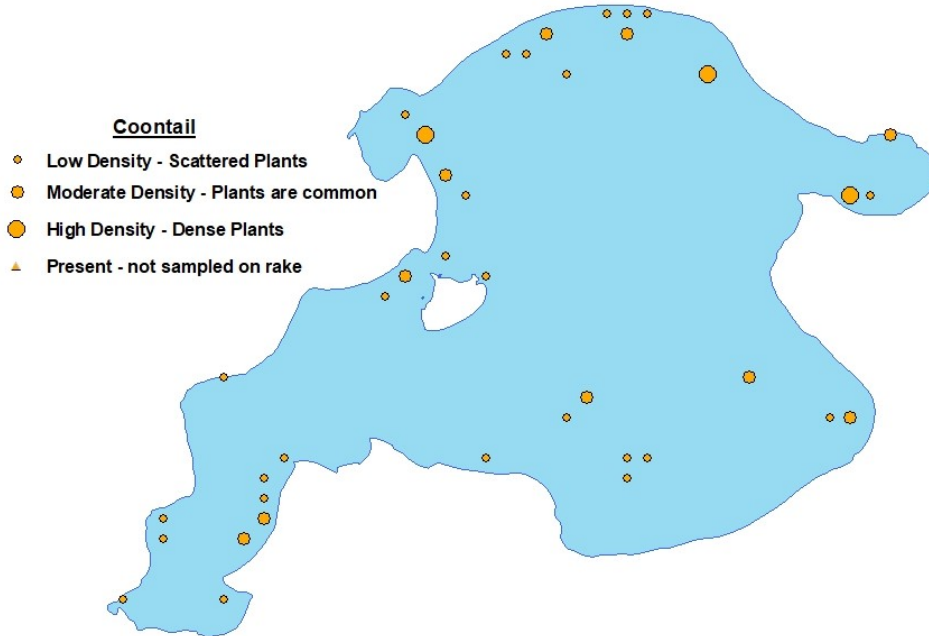 Coontail
Low Density - Scattered Plants
Moderate Density - Plants are common
High Density - Dense Plants
Present - not sampled on rake